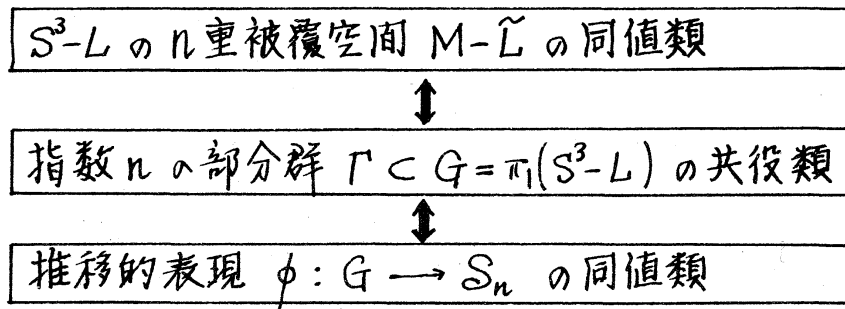 S³-L の n 重被覆空間 M-L̃ の同値類
↕
指数 n の部分群 Γ ⊂ G = π₁(S³-L) の共役類
↕
推移的表現 φ : G → Sₙ の同値類